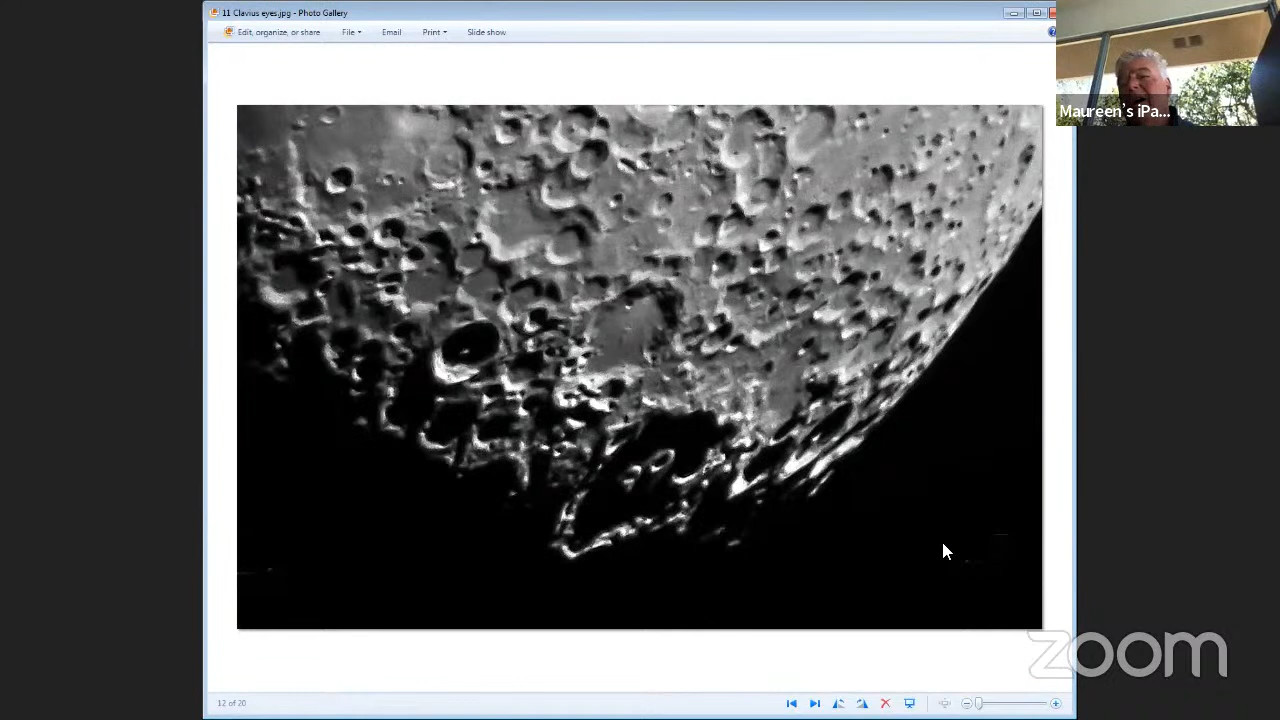 11 Clavius eyes.jpg - Photo Gallery
Edit, organize, or share File Email Print Slide show
Maureen's iPa...
12 of 20
zoom